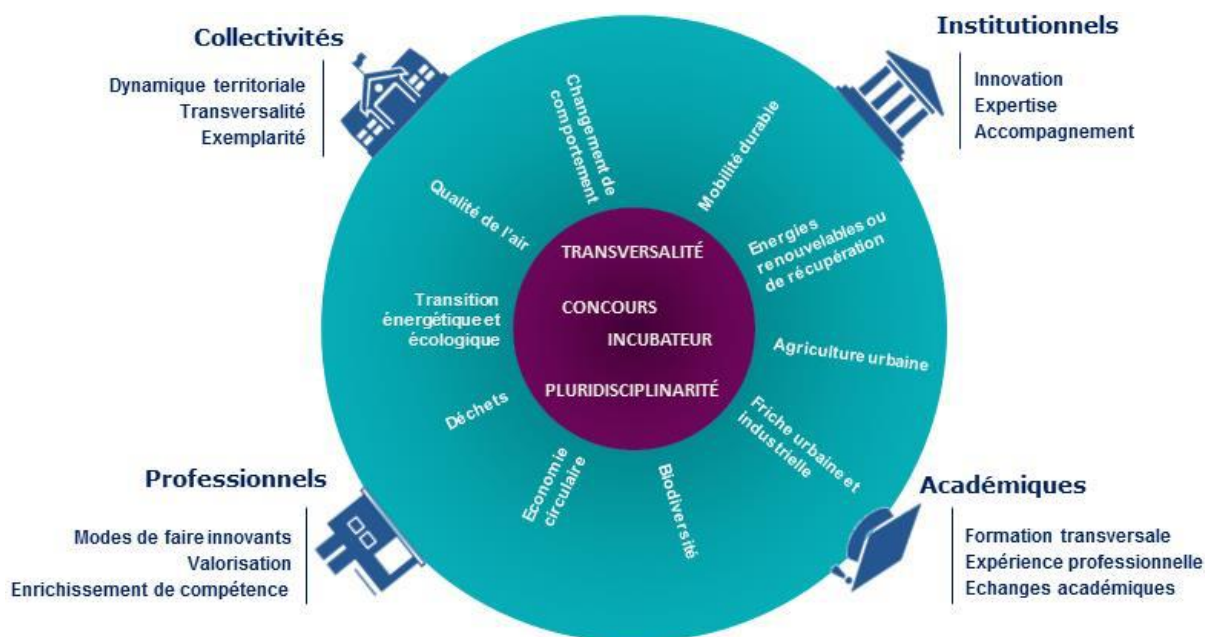 Collectivités
Dynamique territoriale
Transversalité
Exemplarité
Institutionnels
Innovation
Expertise
Accompagnement
Changement de
comportement
Mobilité durable
Qualité de l'air
Energies
renouvelables ou
de récupération
TRANSVERSALITÉ
CONCOURS
INCUBATEUR
PLURIDISCIPLINARITÉ
Transition
énergétique et
écologique
Agriculture urbaine
Déchets
Friche urbaine et
industrielle
Economie
circulaire
Biodiversité
Professionnels
Modes de faire innovants
Valorisation
Enrichissement de compétence
Académiques
Formation transversale
Expérience professionnelle
Echanges académiques